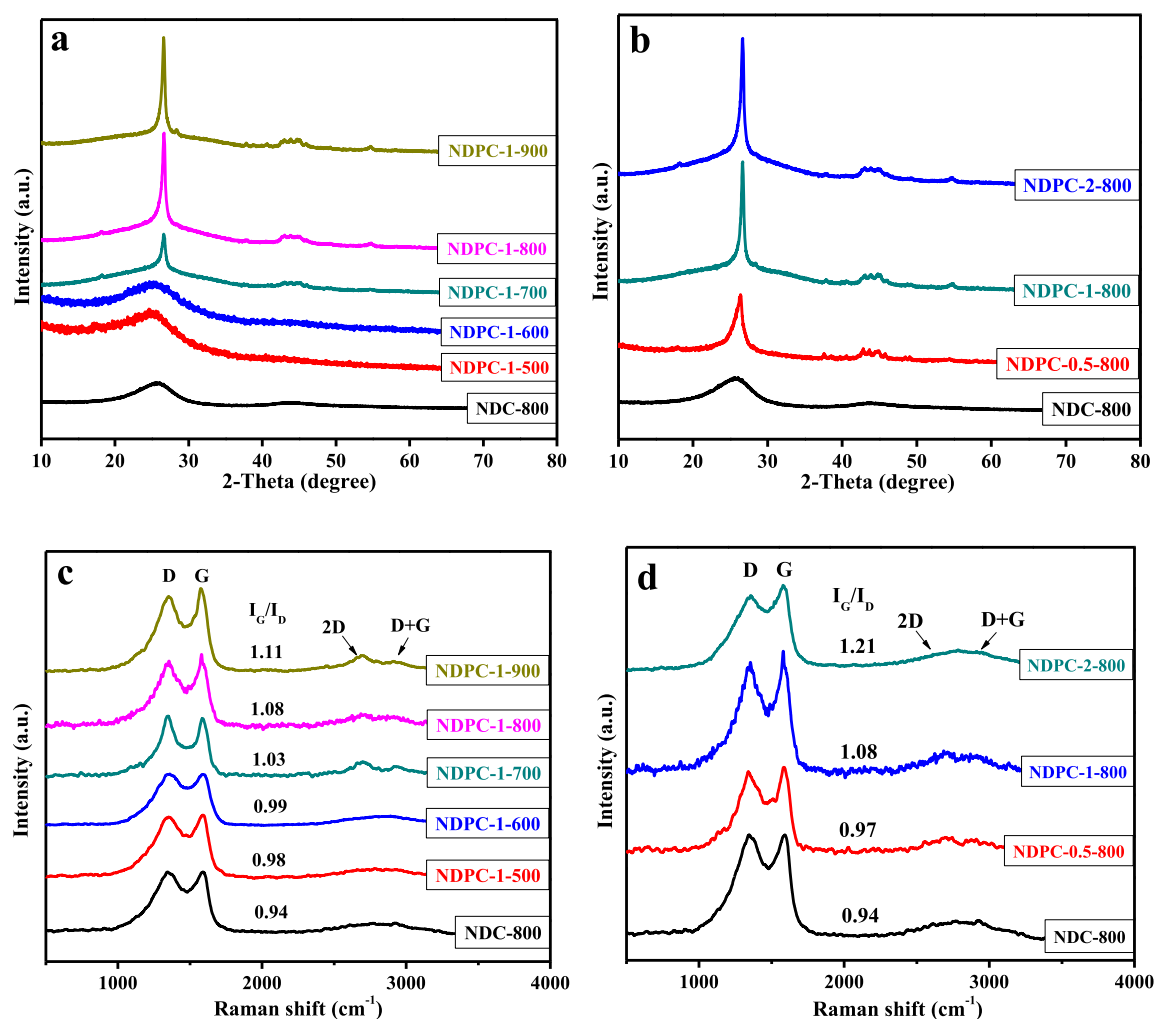 a
NDPC-1-900
NDPC-1-800
NDPC-1-700
NDPC-1-600
NDPC-1-500
NDC-800
Intensity (a.u.)
10 20 30 40 50 60 70 80
2-Theta (degree)
b
NDPC-2-800
NDPC-1-800
NDPC-0.5-800
NDC-800
Intensity (a.u.)
10 20 30 40 50 60 70 80
2-Theta (degree)
c
D G
I_G/I_D
2D D+G
1.11
NDPC-1-900
1.08
NDPC-1-800
1.03
NDPC-1-700
0.99
NDPC-1-600
0.98
NDPC-1-500
0.94
NDC-800
Intensity (a.u.)
1000 2000 3000 4000
Raman shift (cm⁻¹)
d
D G
I_G/I_D
2D D+G
1.21
NDPC-2-800
1.08
NDPC-1-800
0.97
NDPC-0.5-800
0.94
NDC-800
Intensity (a.u.)
1000 2000 3000 4000
Raman shift (cm⁻¹)